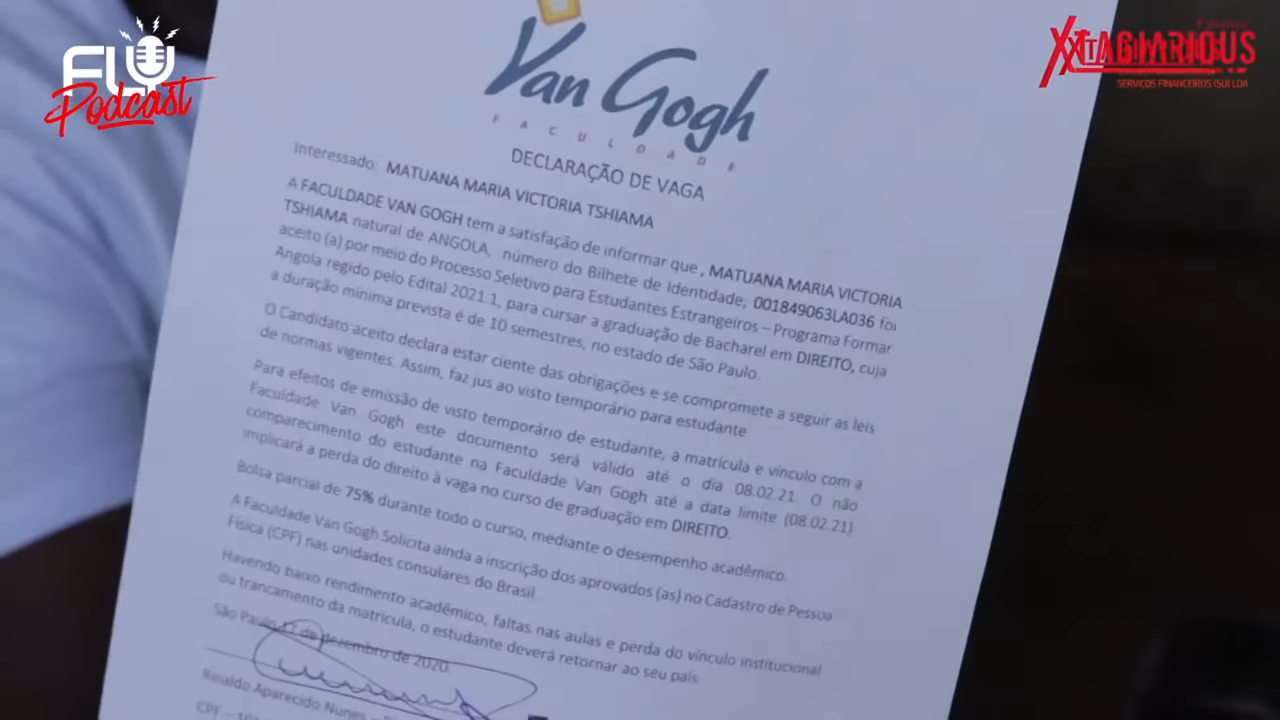 FLY
Podcast
XTAGIARIOUS
SERVIÇOS FINANCEIROS (SU) LDA
Van Gogh
FACULDADE
DECLARAÇÃO DE VAGA
Interessado: MATUANA MARIA VICTORIA TSHIAMA
A FACULDADE VAN GOGH tem a satisfação de informar que , MATUANA MARIA VICTORIA
TSHIAMA natural de ANGOLA, número do Bilhete de Identidade; 001849063LA036 foi
aceito (a) por meio do Processo Seletivo para Estudantes Estrangeiros – Programa Formar
Angola regido pelo Edital 2021.1, para cursar a graduação de Bacharel em DIREITO, cuja
a duração mínima prevista é de 10 semestres, no estado de São Paulo.
O Candidato aceito declara estar ciente das obrigações e se compromete a seguir as leis
de normas vigentes. Assim, faz jus ao visto temporário para estudante
Para efeitos de emissão de visto temporário de estudante, a matrícula e vínculo com a
Faculdade Van Gogh este documento será válido até o dia 08.02.21 O não
comparecimento do estudante na Faculdade Van Gogh até a data limite (08.02.21)
implicará a perda do direito à vaga no curso de graduação em DIREITO.
Bolsa parcial de 75% durante todo o curso, mediante o desempenho acadêmico.
A Faculdade Van Gogh Solicita ainda a inscrição dos aprovados (as) no Cadastro de Pessoa
Física (CPF) nas unidades consulares do Brasil
Havendo baixo rendimento acadêmico, faltas nas aulas e perda do vínculo institucional
ou trancamento da matrícula, o estudante deverá retornar ao seu país
São Paulo 12 de dezembro de 2020
Rinaldo Aparecido Nunes –
CPF –